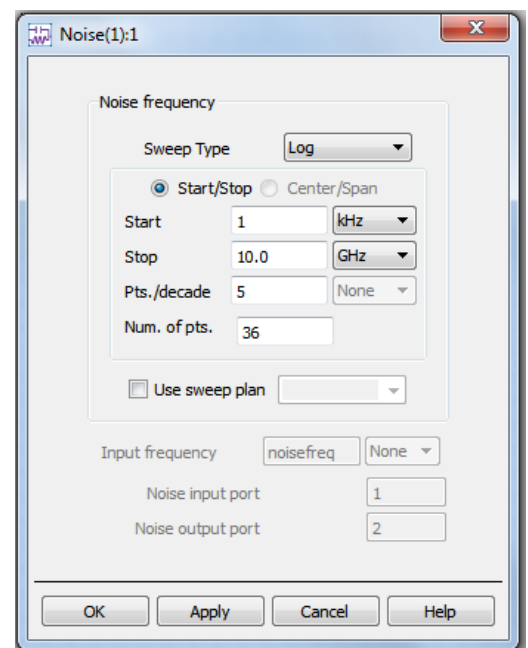 Noise(1):1
Noise frequency
Sweep Type Log
Start/Stop Center/Span
Start 1 kHz
Stop 10.0 GHz
Pts./decade 5 None
Num. of pts. 36
Use sweep plan
Input frequency noisefreq None
Noise input port 1
Noise output port 2
OK Apply Cancel Help